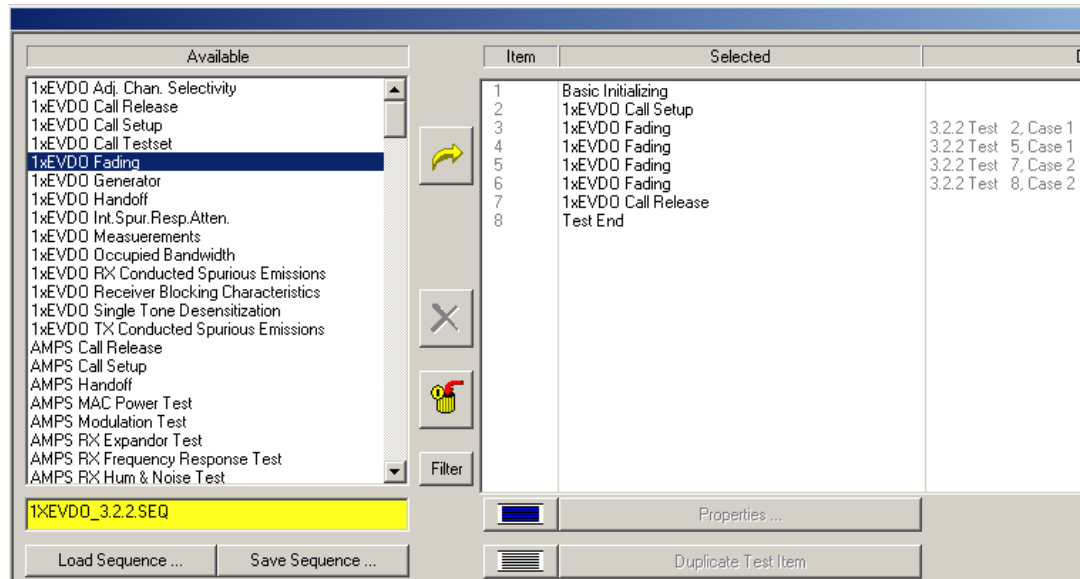 Available
1xEVDO Adj. Chan. Selectivity
1xEVDO Call Release
1xEVDO Call Setup
1xEVDO Call Testset
1xEVDO Fading
1xEVDO Generator
1xEVDO Handoff
1xEVDO Int.Spur.Resp.Atten.
1xEVDO Measuerements
1xEVDO Occupied Bandwidth
1xEVDO RX Conducted Spurious Emissions
1xEVDO Receiver Blocking Characteristics
1xEVDO Single Tone Desensitization
1xEVDO TX Conducted Spurious Emissions
AMPS Call Release
AMPS Call Setup
AMPS Handoff
AMPS MAC Power Test
AMPS Modulation Test
AMPS RX Expandor Test
AMPS RX Frequency Response Test
AMPS RX Hum & Noise Test
1XEVDO_3.2.2.SEQ
Load Sequence ... Save Sequence ...
Filter
Item Selected
1 Basic Initializing
2 1xEVDO Call Setup
3 1xEVDO Fading 3.2.2 Test 2, Case 1
4 1xEVDO Fading 3.2.2 Test 5, Case 1
5 1xEVDO Fading 3.2.2 Test 7, Case 2
6 1xEVDO Fading 3.2.2 Test 8, Case 2
7 1xEVDO Call Release
8 Test End
Properties ...
Duplicate Test Item